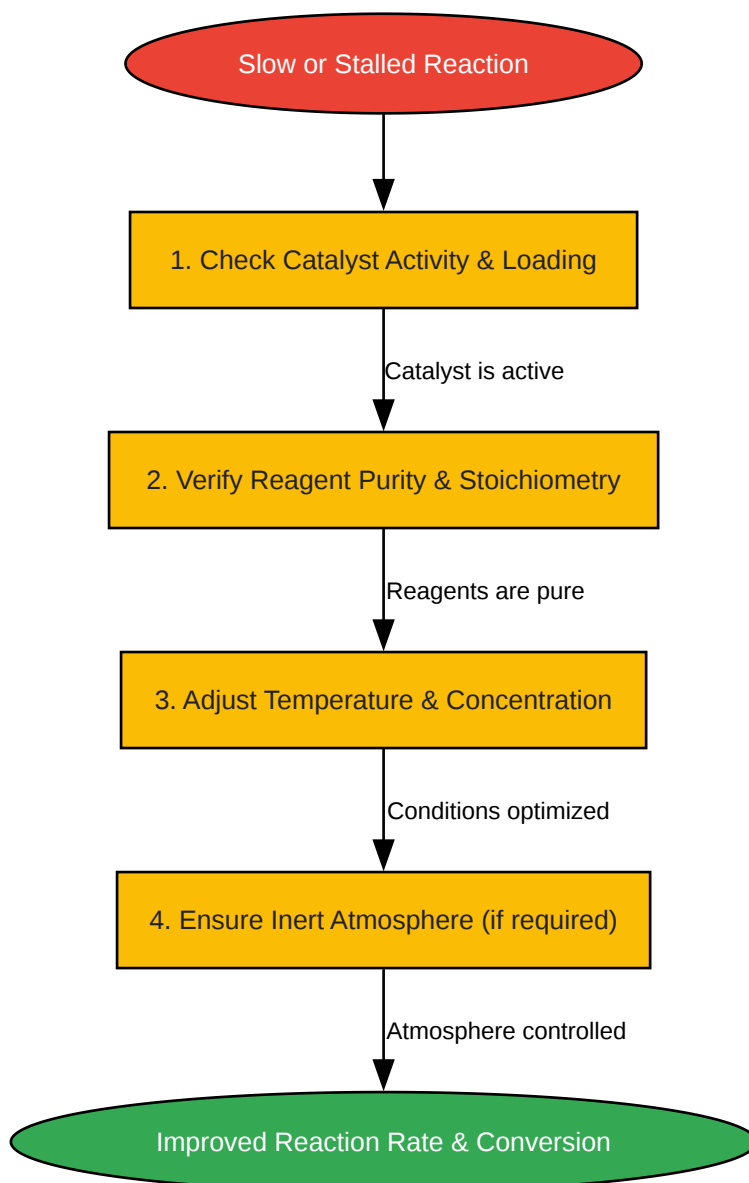 Slow or Stalled Reaction
1. Check Catalyst Activity & Loading
Catalyst is active
2. Verify Reagent Purity & Stoichiometry
Reagents are pure
3. Adjust Temperature & Concentration
Conditions optimized
4. Ensure Inert Atmosphere (if required)
Atmosphere controlled
Improved Reaction Rate & Conversion